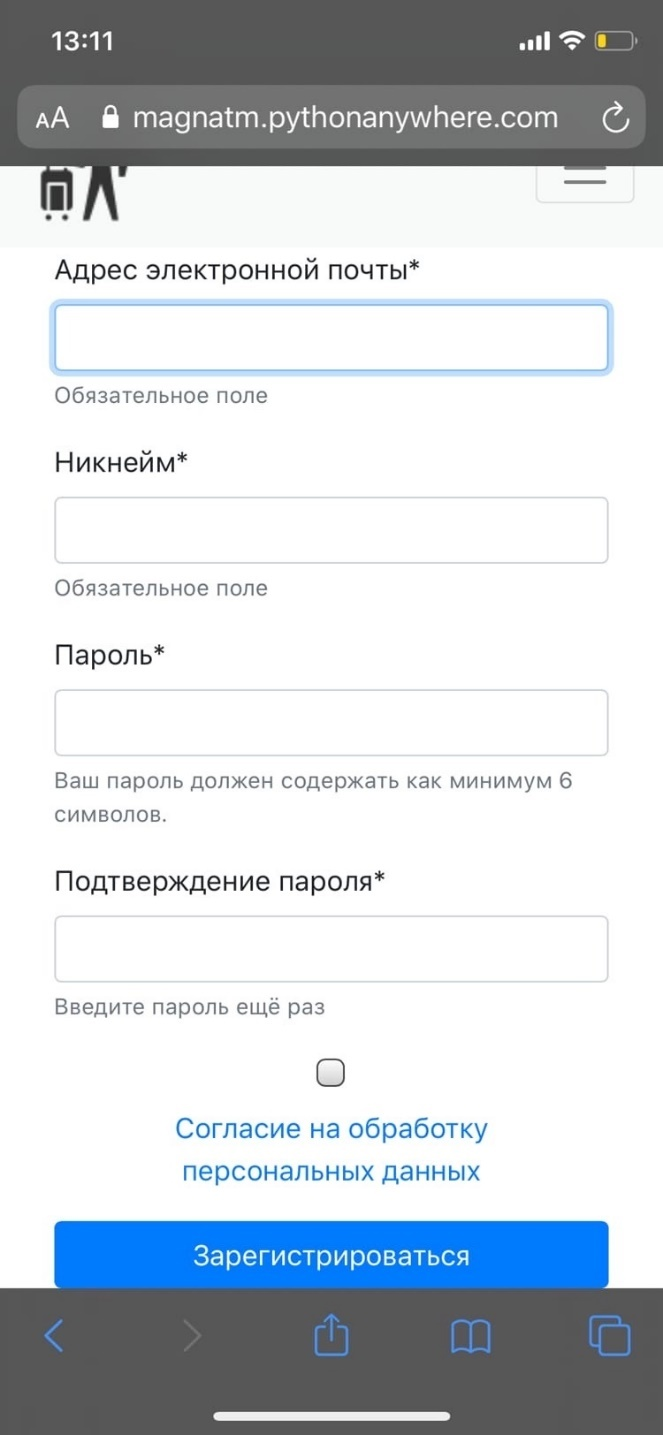 13:11
AA magnatm.pythonanywhere.com
Адрес электронной почты*
Обязательное поле
Никнейм*
Обязательное поле
Пароль*
Ваш пароль должен содержать как минимум 6
символов.
Подтверждение пароля*
Введите пароль ещё раз
Согласие на обработку
персональных данных
Зарегистрироваться